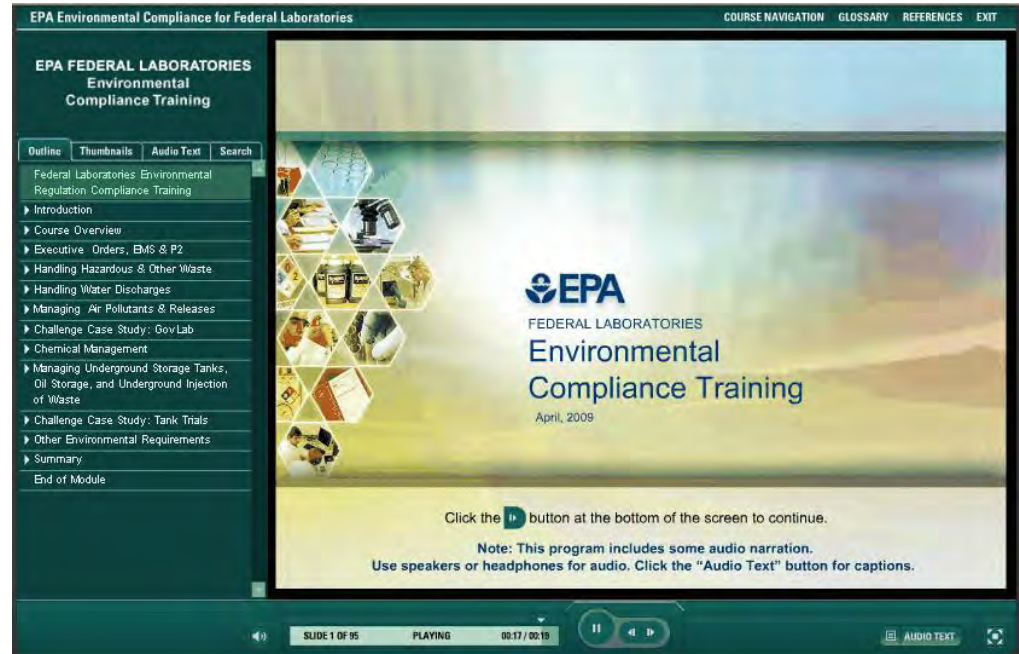 EPA Environmental Compliance for Federal Laboratories
COURSE NAVIGATION GLOSSARY REFERENCES EXIT
EPA FEDERAL LABORATORIES
Environmental
Compliance Training
Outline Thumbnails Audio Text Search
Federal Laboratories Environmental
Regulation Compliance Training
Introduction
Course Overview
Executive Orders, EMS & P2
Handling Hazardous & Other Waste
Handling Water Discharges
Managing Air Pollutants & Releases
Challenge Case Study: GovLab
Chemical Management
Managing Underground Storage Tanks,
Oil Storage, and Underground Injection
of Waste
Challenge Case Study: Tank Trials
Other Environmental Requirements
Summary
End of Module
EPA
FEDERAL LABORATORIES
Environmental
Compliance Training
April, 2009
Click the button at the bottom of the screen to continue.
Note: This program includes some audio narration.
Use speakers or headphones for audio. Click the “Audio Text” button for captions.
SLIDE 1 OF 95 PLAYING 00:17 / 00:19
AUDIO TEXT